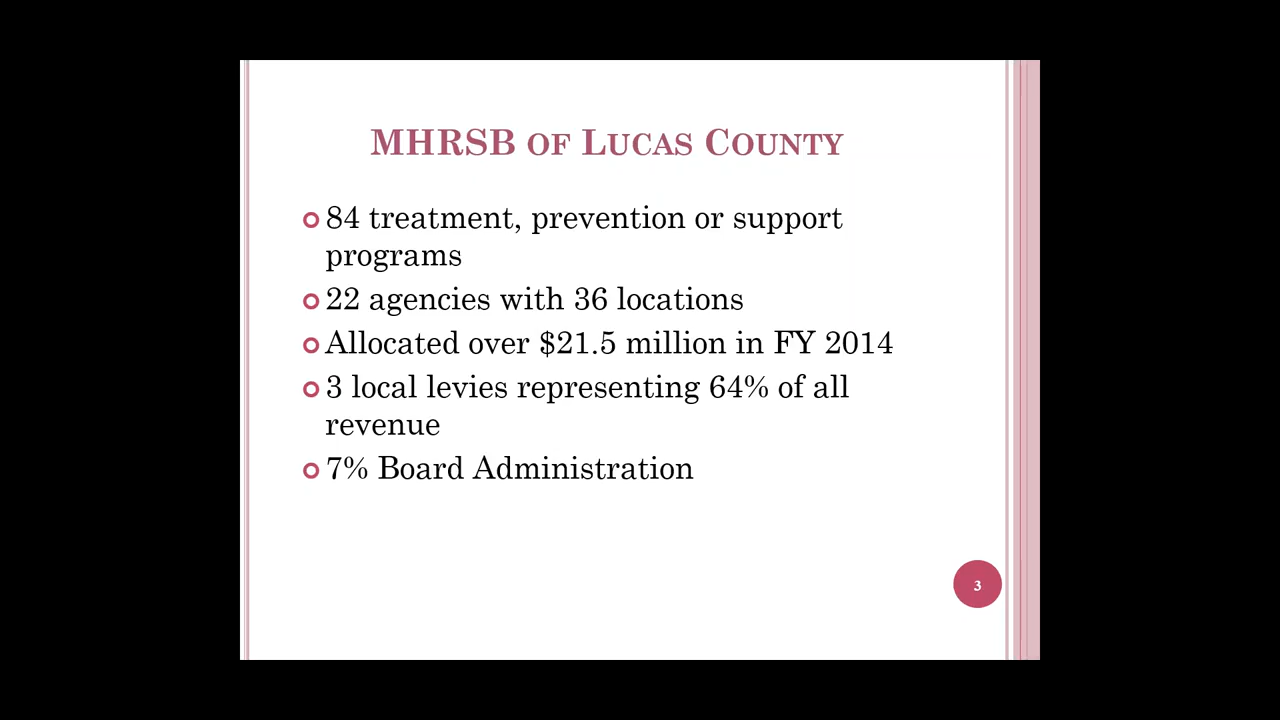 MHRSB of Lucas County
84 treatment, prevention or support
programs
22 agencies with 36 locations
Allocated over $21.5 million in FY 2014
3 local levies representing 64% of all
revenue
7% Board Administration
3